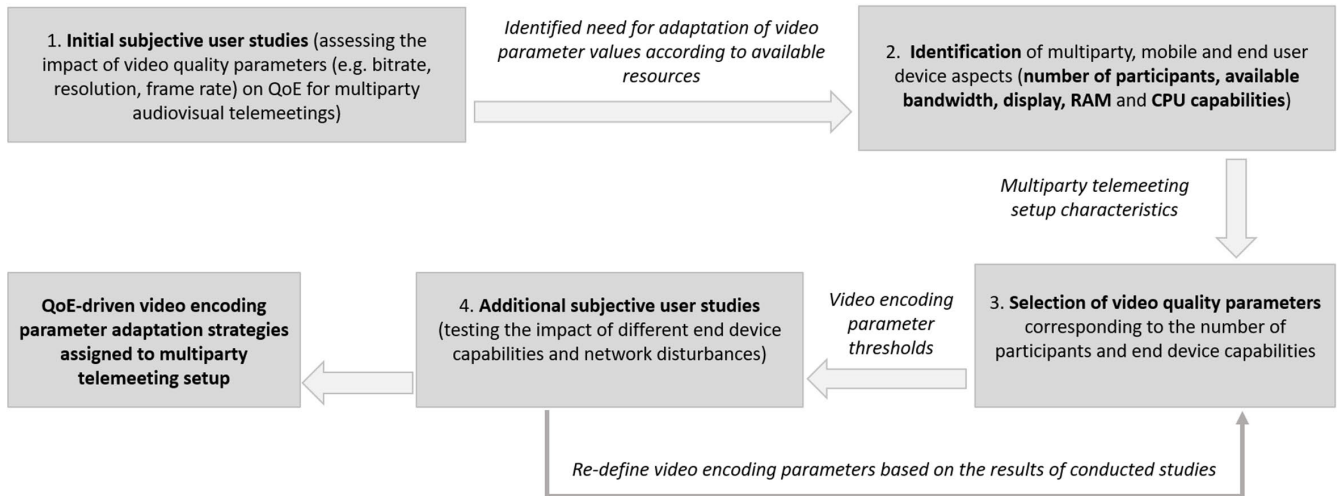 1. Initial subjective user studies (assessing the
impact of video quality parameters (e.g. bitrate,
resolution, frame rate) on QoE for multiparty
audiovisual telemeetings)
Identified need for adaptation of video
parameter values according to available
resources
2. Identification of multiparty, mobile and end user
device aspects (number of participants, available
bandwidth, display, RAM and CPU capabilities)
Multiparty telemeeting
setup characteristics
3. Selection of video quality parameters
corresponding to the number of
participants and end device capabilities
Video encoding
parameter
thresholds
4. Additional subjective user studies
(testing the impact of different end device
capabilities and network disturbances)
QoE-driven video encoding
parameter adaptation strategies
assigned to multiparty
telemeeting setup
Re-define video encoding parameters based on the results of conducted studies